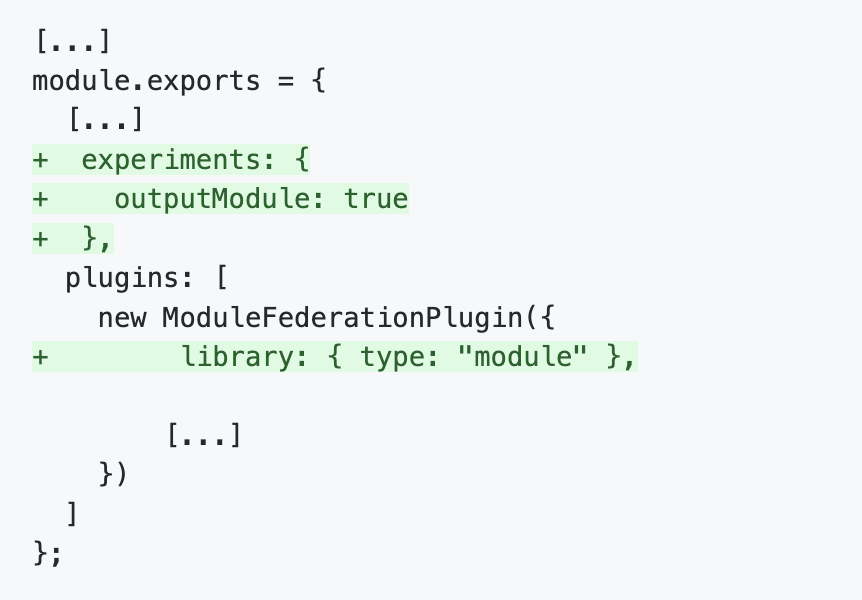 [...]
module.exports = {
  [...]
+  experiments: {
+    outputModule: true
+  },
  plugins: [
    new ModuleFederationPlugin({
+        library: { type: "module" },

        [...]
    })
  ]
};